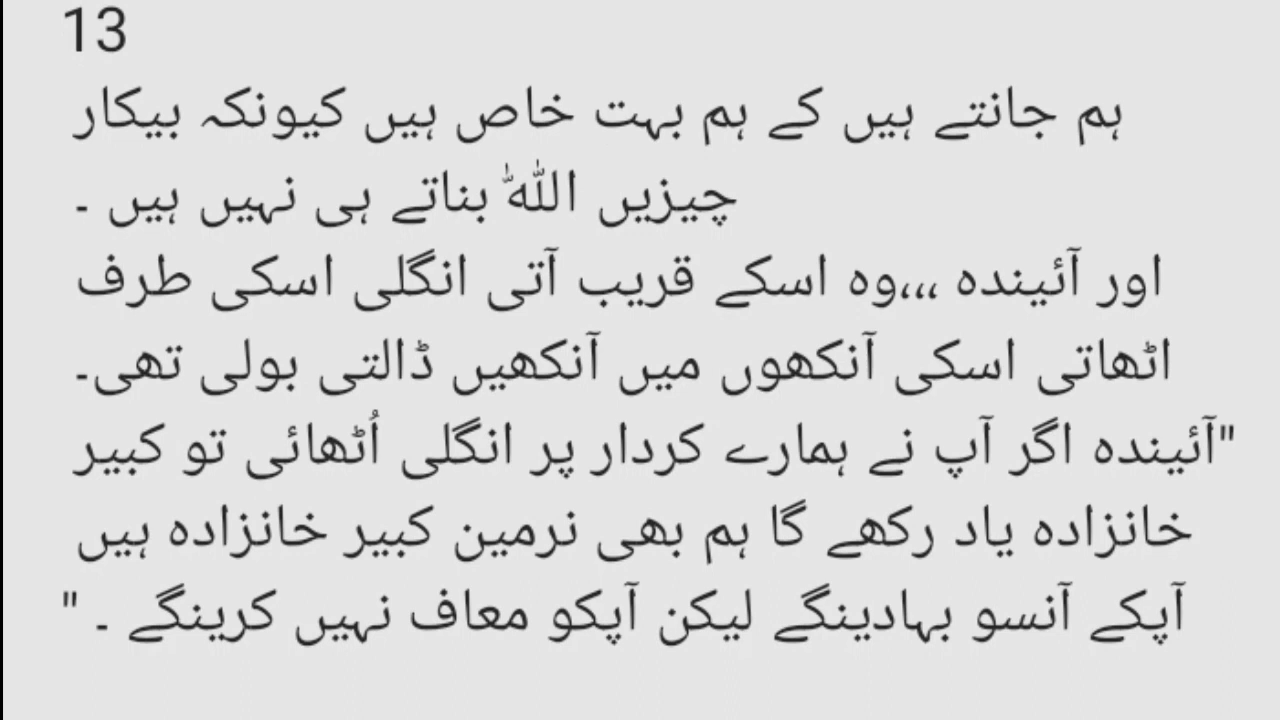 13
ہم جانتے ہیں کے ہم بہت خاص ہیں کیونکہ بیکار
چیزیں اللہ بناتے ہی نہیں ہیں ۔
اور آئیندہ ،،،وہ اسکے قریب آتی انگلی اسکی طرف
اٹھاتی اسکی آنکھوں میں آنکھیں ڈالتی بولی تھی۔
"آئیندہ اگر آپ نے ہمارے کردار پر انگلی اُٹھائی تو کبیر
خانزادہ یاد رکھے گا ہم بھی نرمین کبیر خانزادہ ہیں
آپکے آنسو بہادینگے لیکن آپکو معاف نہیں کرینگے ۔ "